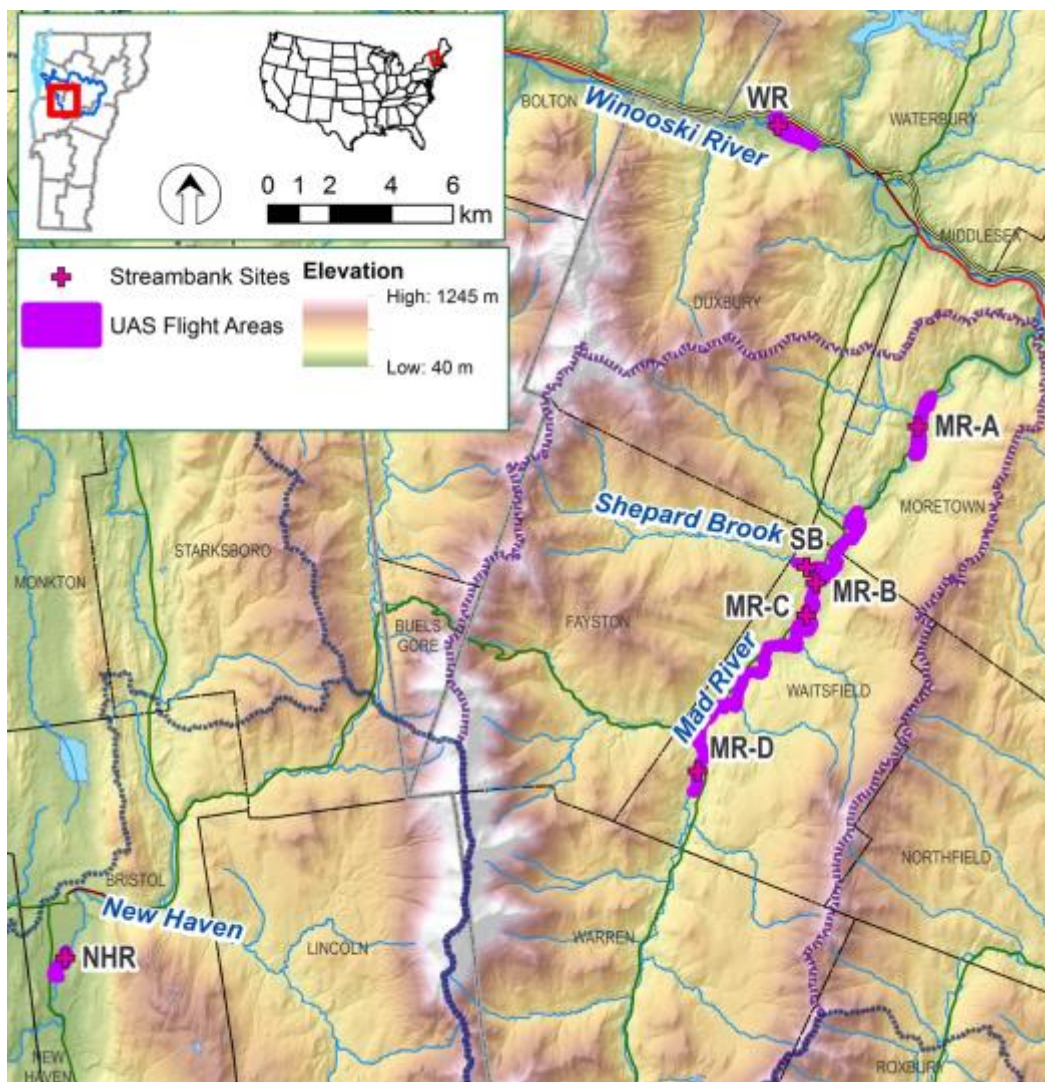 0 1 2 4 6
km
Streambank Sites
UAS Flight Areas
Elevation
High: 1245 m
Low: 40 m
BOLTON
Winooski River
WR
WATERBURY
MIDDLESEX
DUXBURY
MR-A
MORETOWN
Shepard Brook
SB
MR-B
MR-C
STARKSBORO
MONKTON
BUELS
GORE
FAYSTON
WAITSFIELD
Mad River
MR-D
NORTHFIELD
BRISTOL
New Haven
NHR
LINCOLN
WARREN
NEW
HAVEN
ROXBURY